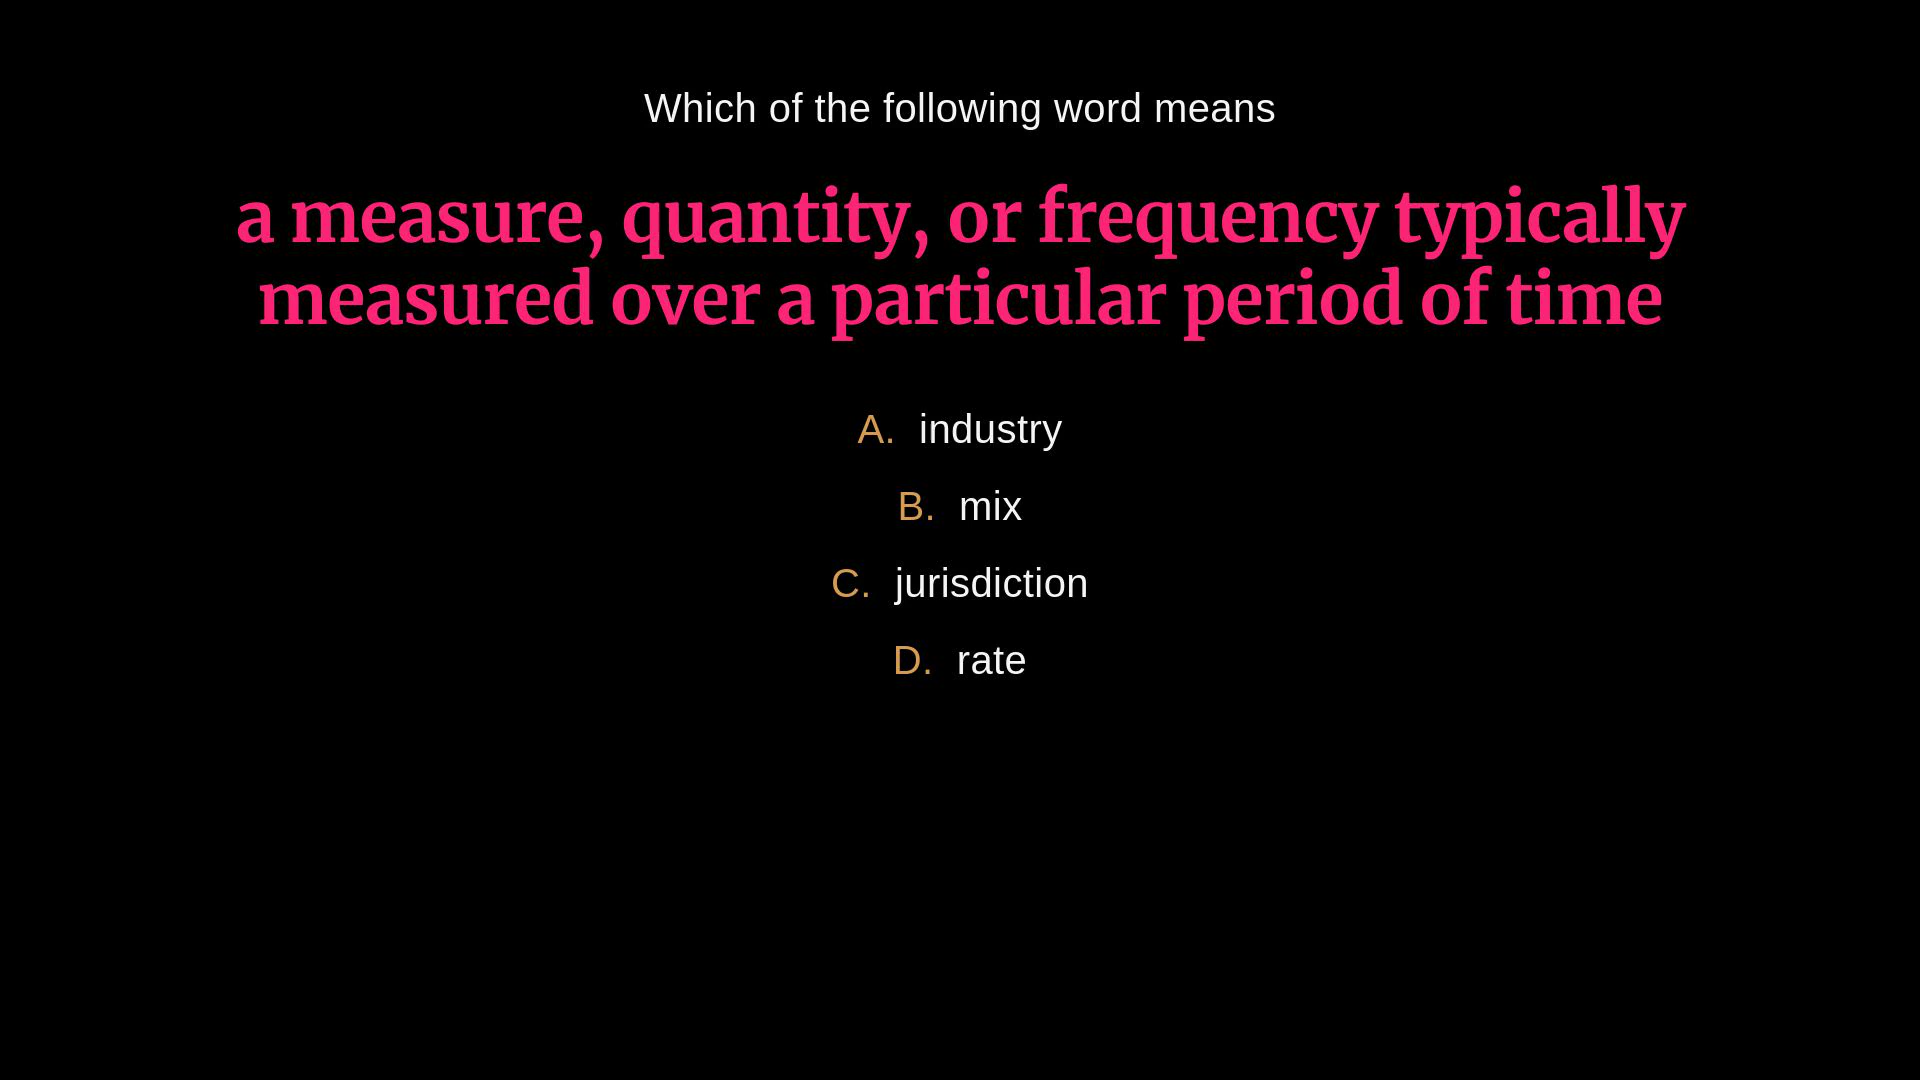 Which of the following word means
a measure, quantity, or frequency typically
measured over a particular period of time
A. industry
B. mix
C. jurisdiction
D. rate